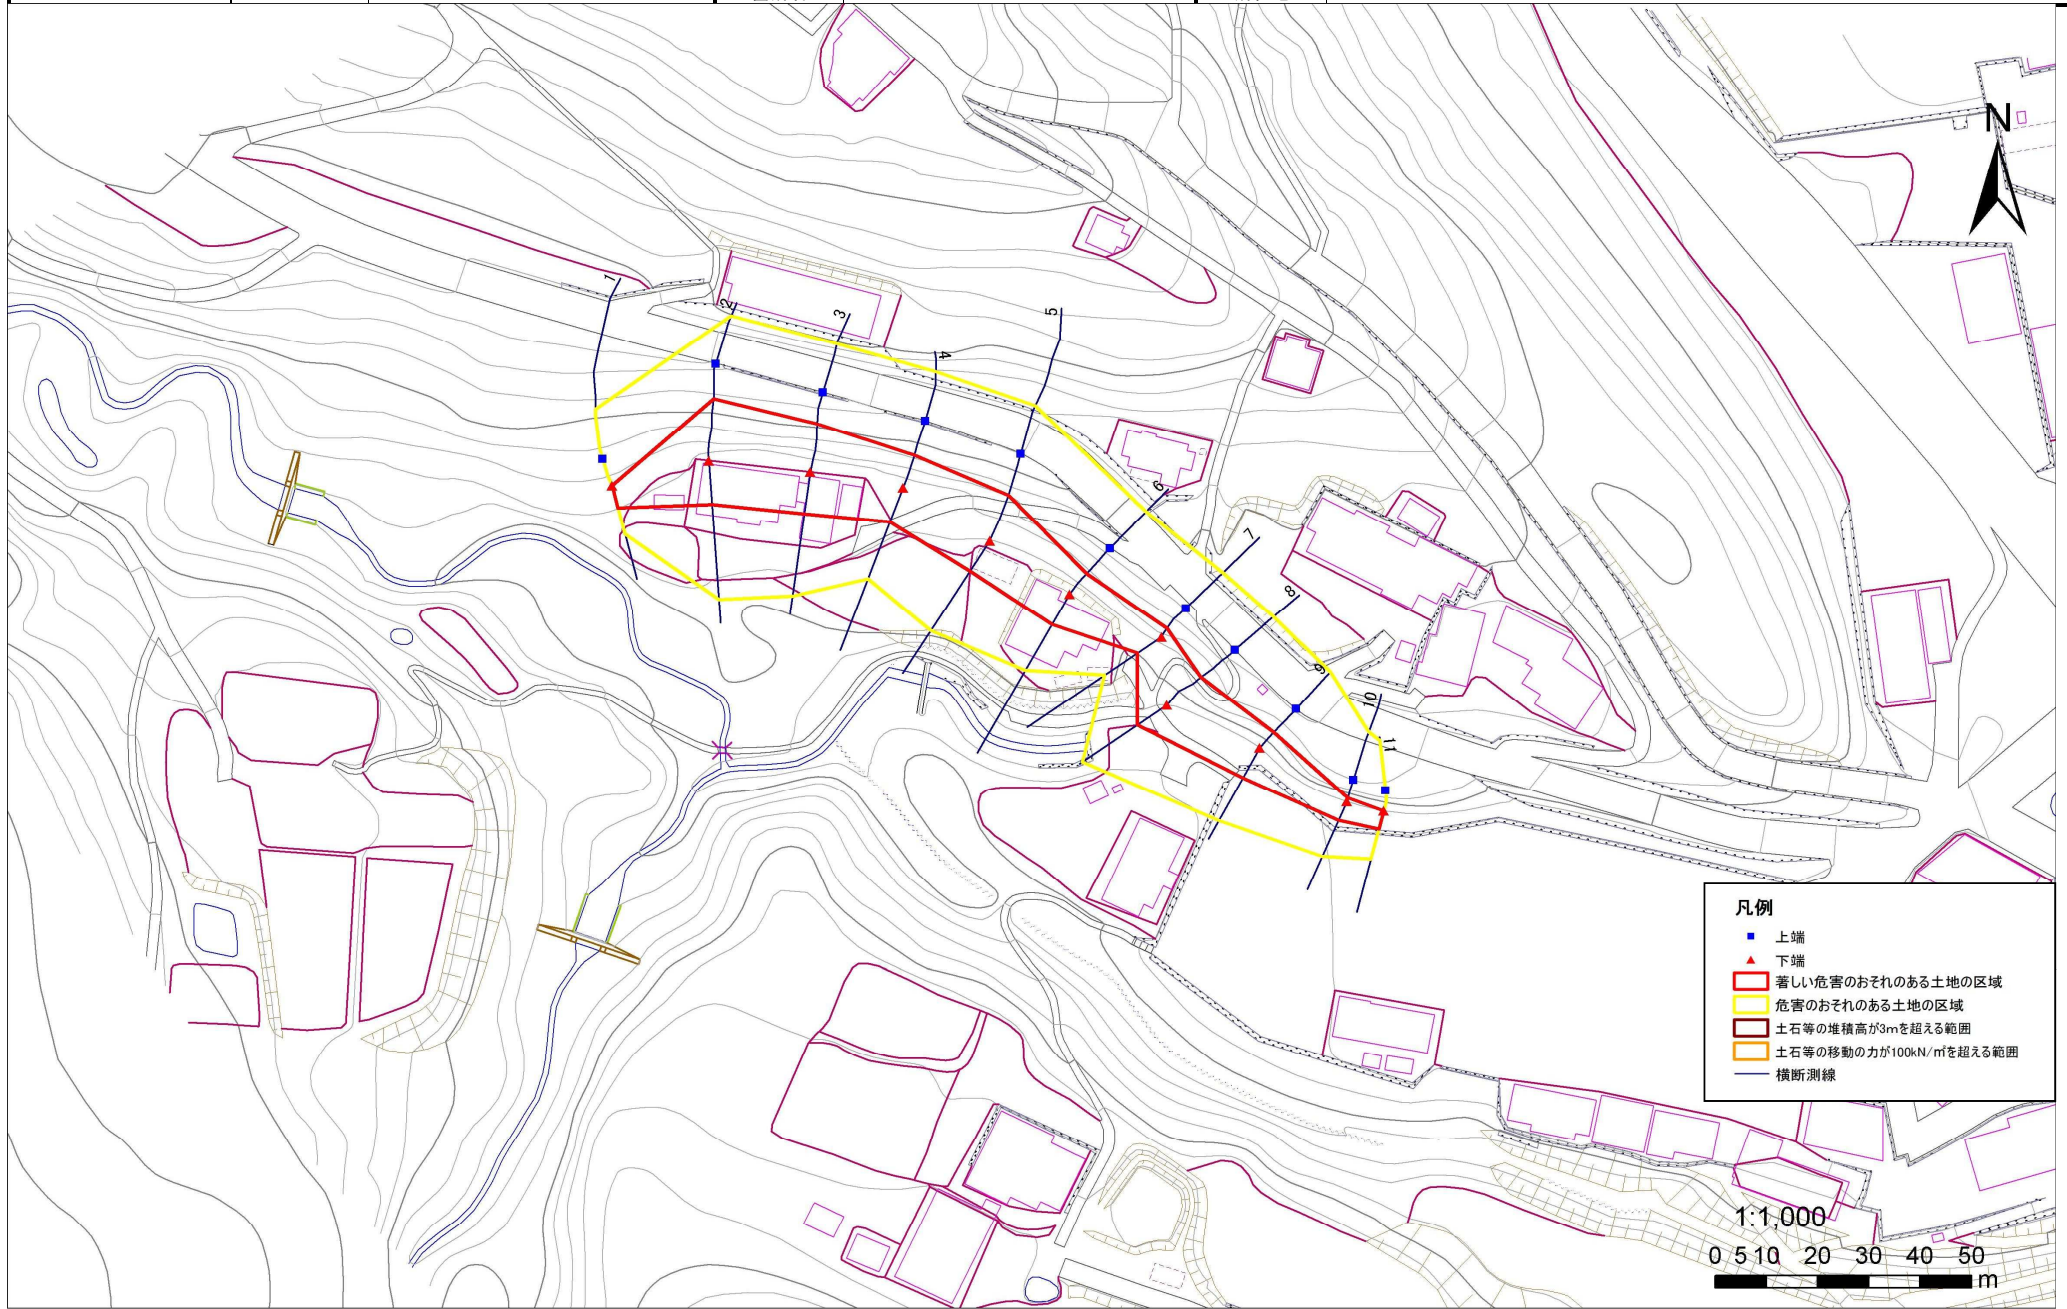 N
1
2
3
4
5
6
7
8
9
10
11
凡例
上端
下端
著しい危害のおそれのある土地の区域
危害のおそれのある土地の区域
土石等の堆積高が3mを超える範囲
土石等の移動の力が100kN/㎡を超える範囲
横断測線
1:1,000
0 5 10 20 30 40 50
m